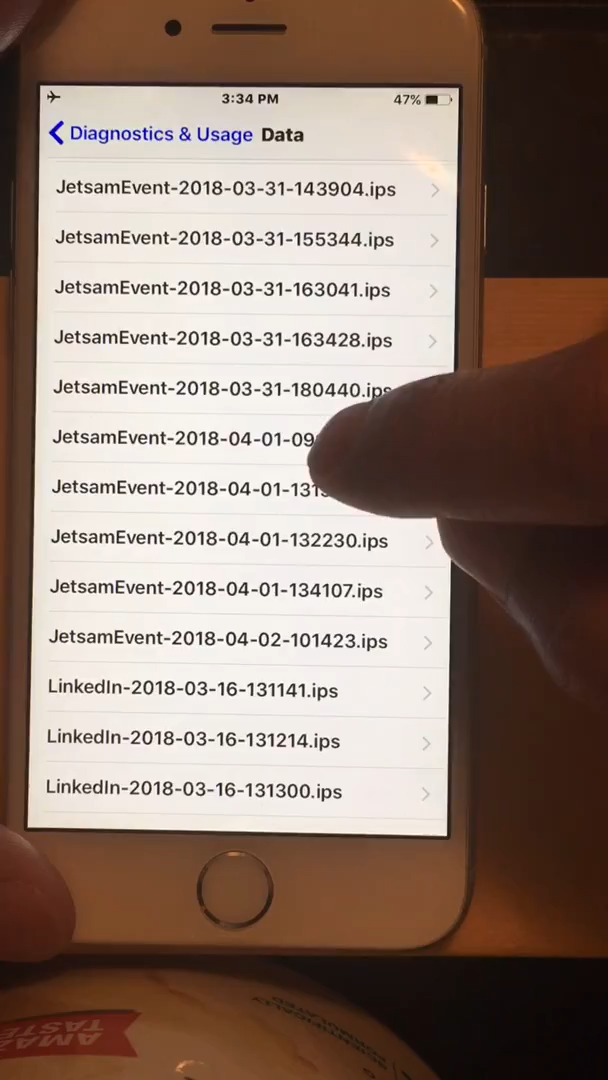 3:34 PM
47%
Diagnostics & Usage Data
JetsamEvent-2018-03-31-143904.ips
JetsamEvent-2018-03-31-155344.ips
JetsamEvent-2018-03-31-163041.ips
JetsamEvent-2018-03-31-163428.ips
JetsamEvent-2018-03-31-180440.ips
JetsamEvent-2018-04-01-09
JetsamEvent-2018-04-01-131
JetsamEvent-2018-04-01-132230.ips
JetsamEvent-2018-04-01-134107.ips
JetsamEvent-2018-04-02-101423.ips
LinkedIn-2018-03-16-131141.ips
LinkedIn-2018-03-16-131214.ips
LinkedIn-2018-03-16-131300.ips
AMA
TASTE
SCIENTIFICALLY
FORMULATED